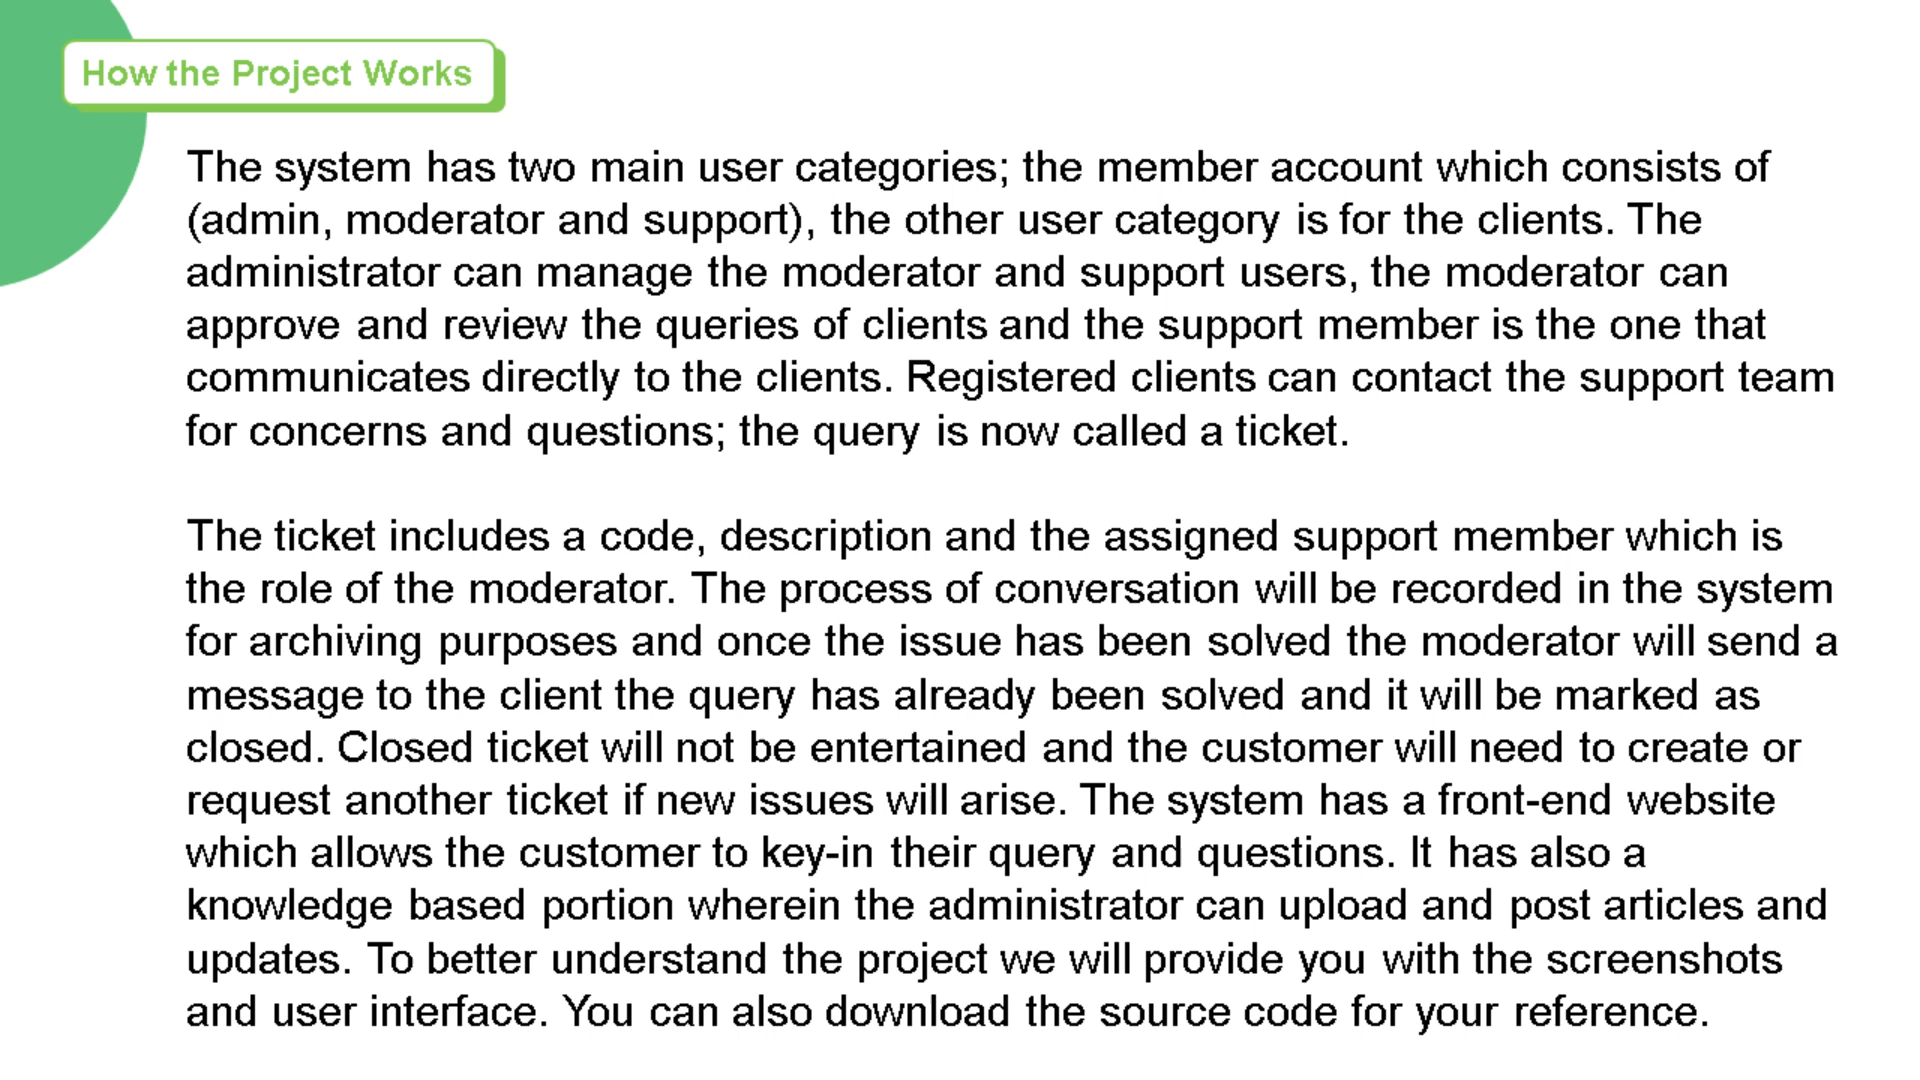 How the Project Works
The system has two main user categories; the member account which consists of
(admin, moderator and support), the other user category is for the clients. The
administrator can manage the moderator and support users, the moderator can
approve and review the queries of clients and the support member is the one that
communicates directly to the clients. Registered clients can contact the support team
for concerns and questions; the query is now called a ticket.
The ticket includes a code, description and the assigned support member which is
the role of the moderator. The process of conversation will be recorded in the system
for archiving purposes and once the issue has been solved the moderator will send a
message to the client the query has already been solved and it will be marked as
closed. Closed ticket will not be entertained and the customer will need to create or
request another ticket if new issues will arise. The system has a front-end website
which allows the customer to key-in their query and questions. It has also a
knowledge based portion wherein the administrator can upload and post articles and
updates. To better understand the project we will provide you with the screenshots
and user interface. You can also download the source code for your reference.